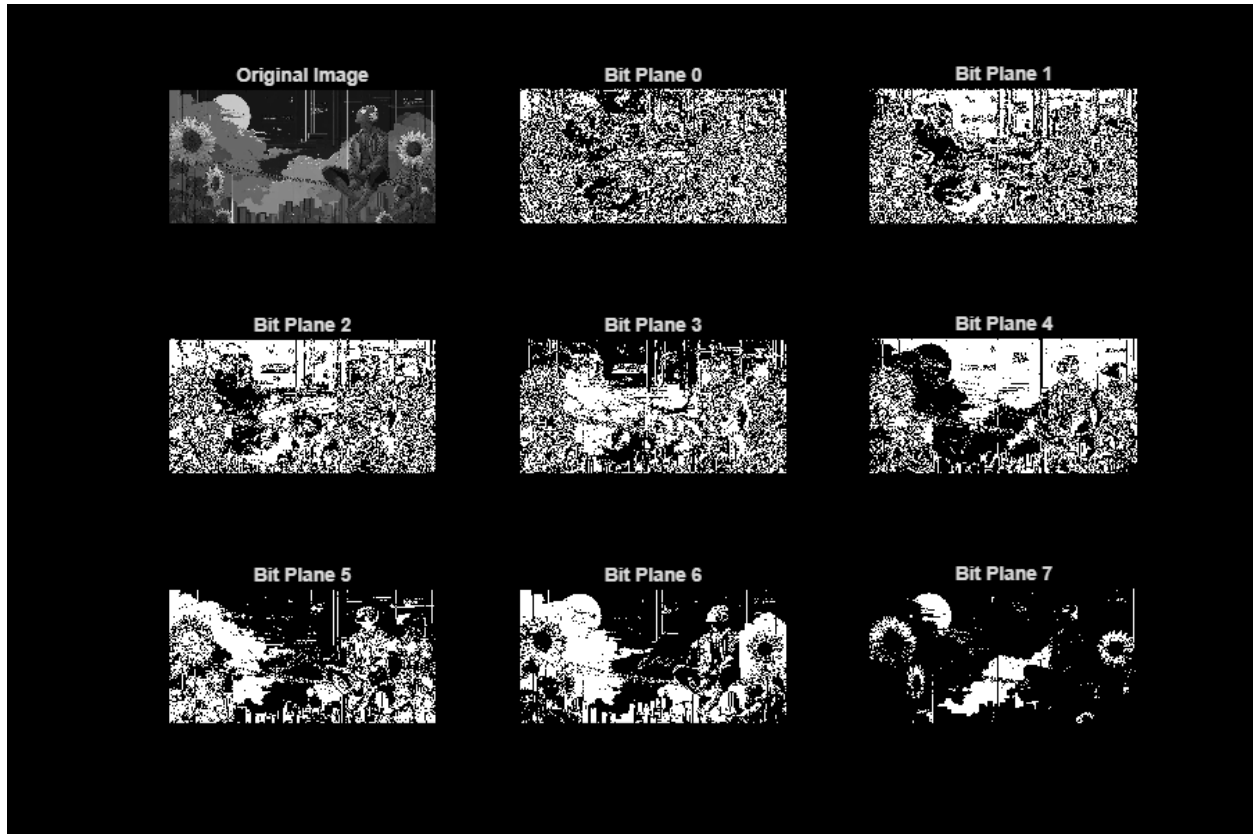 Original Image
Bit Plane 0
Bit Plane 1
Bit Plane 2
Bit Plane 3
Bit Plane 4
Bit Plane 5
Bit Plane 6
Bit Plane 7